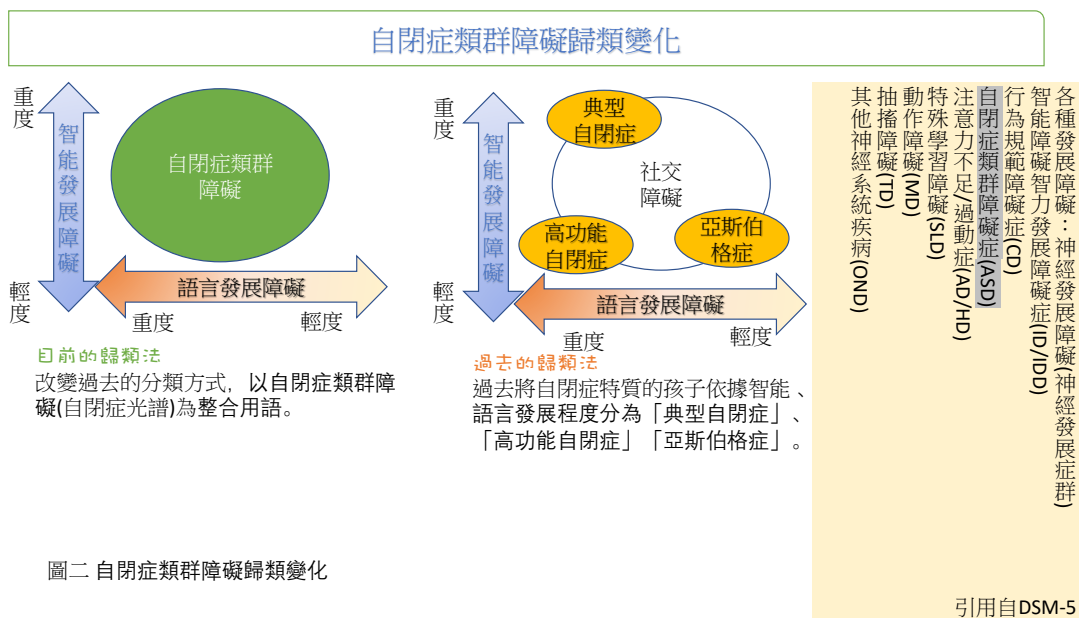 自閉症類群障礙歸類變化
重
度
智能發展障礙
輕
度
自閉症類群
障礙
語言發展障礙
重度
輕度
目前的歸類法
改變過去的分類方式，以自閉症類群障
礙(自閉症光譜)為整合用語。
重
度
智能發展障礙
輕
度
典型
自閉症
社交
障礙
高功能
自閉症
亞斯伯
格症
語言發展障礙
重度
輕度
過去的歸類法
過去將自閉症特質的孩子依據智能、
語言發展程度分為「典型自閉症」、
「高功能自閉症」「亞斯伯格症」。
各種發展障礙：神經發展障礙(神經發展症群)
智能障礙智力發展障礙症(ID/IDD)
行為規範障礙症(CD)
自閉症類群障礙症(ASD)
注意力不足/過動症(AD/HD)
特殊學習障礙(SLD)
動作障礙(MD)
抽搐障礙(TD)
其他神經系統疾病(OND)
引用自DSM-5
圖二 自閉症類群障礙歸類變化